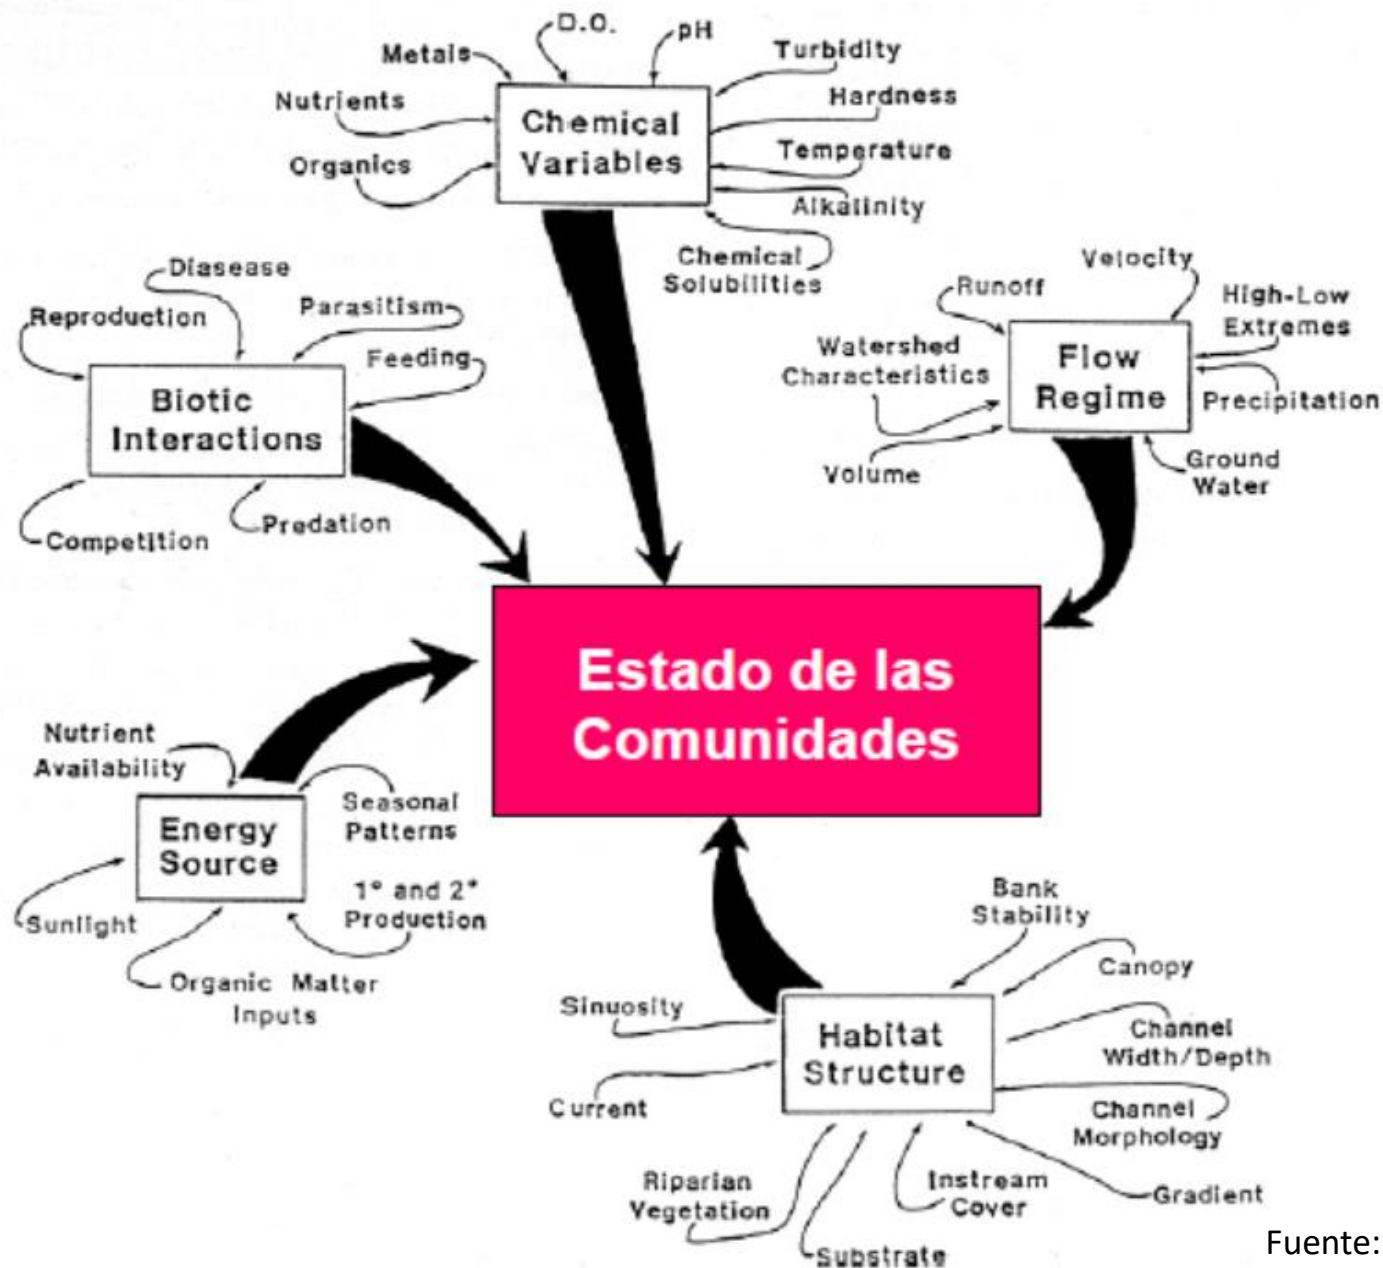 D.O.
pH
Metals
Turbidity
Nutrients
Hardness
Organics
Temperature
Alkalinity
Chemical
Solubilities
Chemical
Variables
Diasease
Reproduction
Parasitism
Feeding
Biotic
Interactions
Competition
Predation
Velocity
Runoff
High-Low
Extremes
Watershed
Characteristics
Precipitation
Volume
Ground
Water
Flow
Regime
Estado de las
Comunidades
Nutrient
Availability
Seasonal
Patterns
Energy
Source
1° and 2°
Production
Sunlight
Organic Matter
Inputs
Bank
Stability
Canopy
Sinuosity
Channel
Width/Depth
Habitat
Structure
Current
Channel
Morphology
Riparian
Vegetation
Instream
Cover
Gradient
Substrate
Fuente: